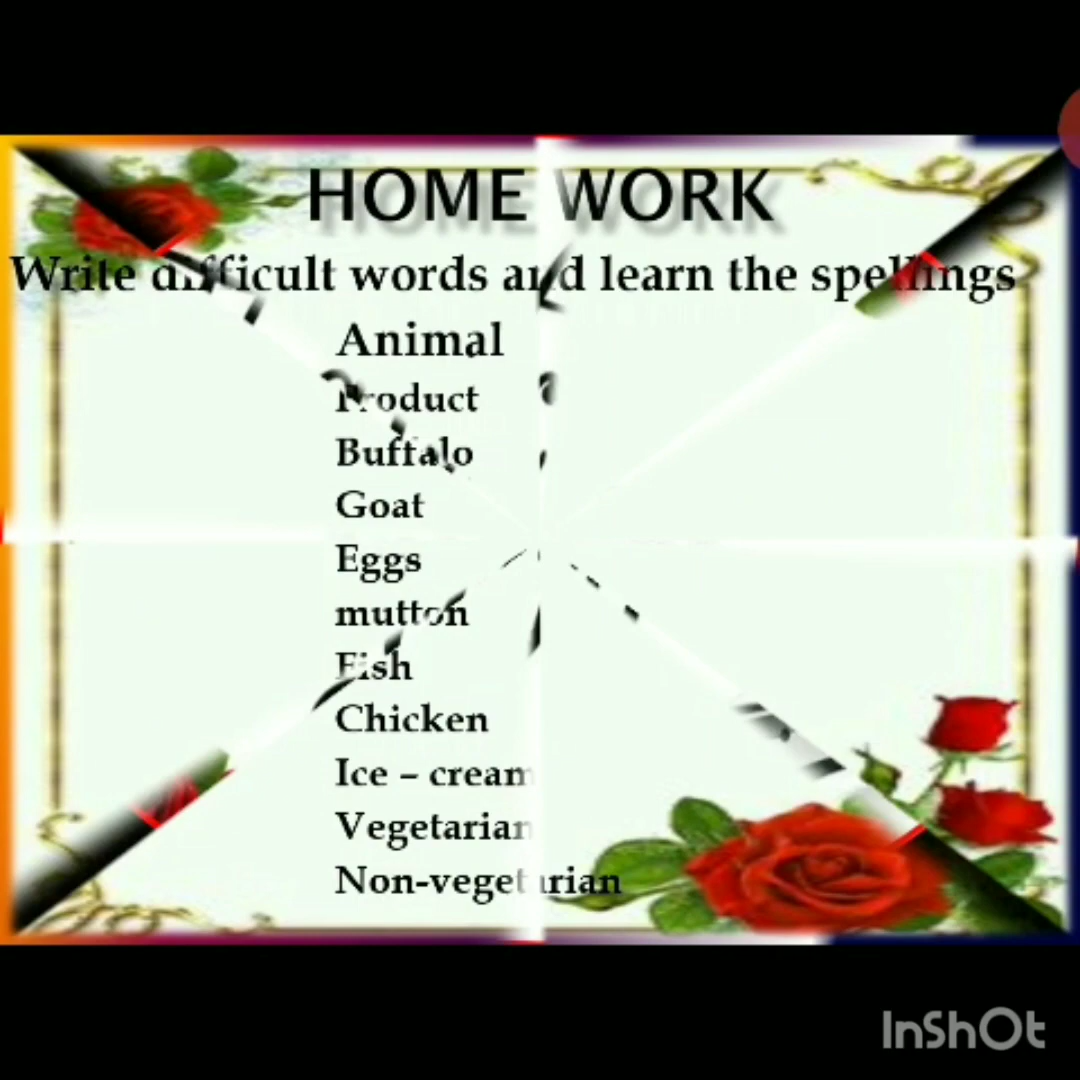 HOME WORK
Write difficult words and learn the spellings
Animal
Product
Buffalo
Goat
Eggs
mutton
Fish
Chicken
Ice – cream
Vegetarian
Non-vegetarian
InShOt